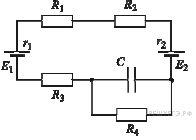 R₁ R₂
r₁ r₂
C
E₁ E₂
R₃
R₄